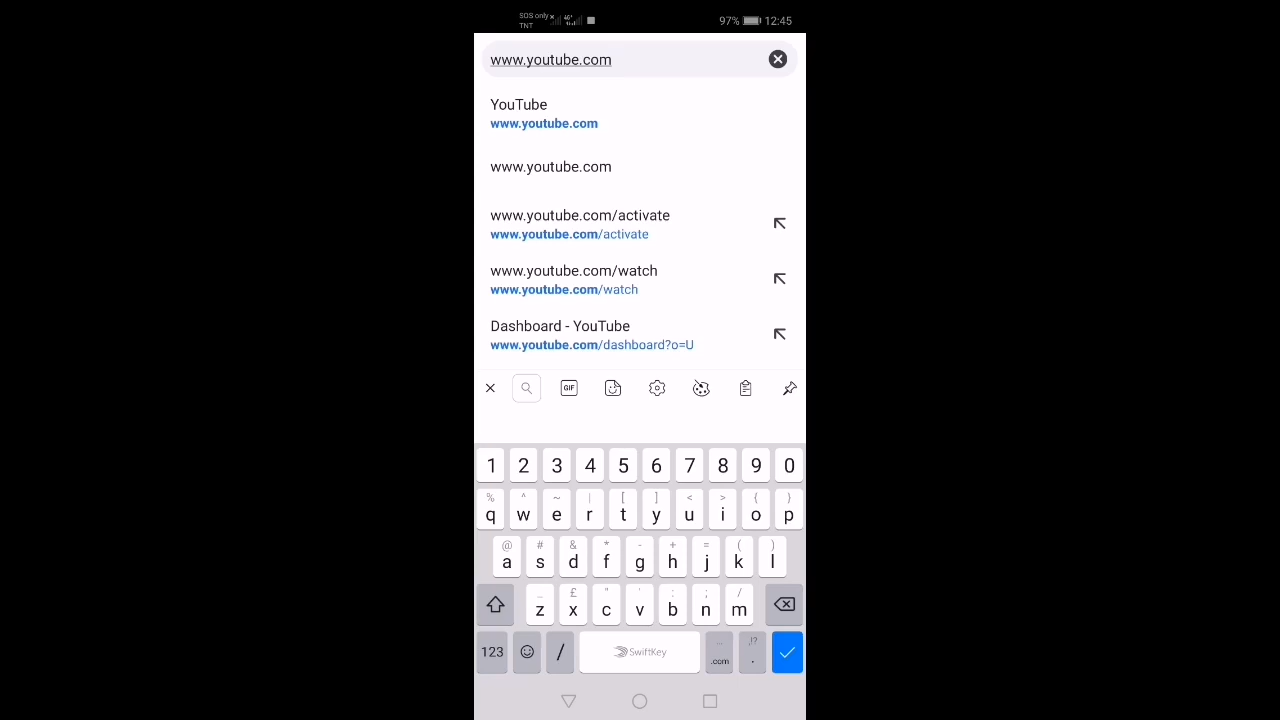 SOS only
TNT
4G+
97% 12:45
www.youtube.com
YouTube
www.youtube.com
www.youtube.com
www.youtube.com/activate
www.youtube.com/activate
www.youtube.com/watch
www.youtube.com/watch
Dashboard - YouTube
www.youtube.com/dashboard?o=U
GIF
1 2 3 4 5 6 7 8 9 0
% ^ ~ | [ ] < > { }
q w e r t y u i o p
@ # & * - + = ( )
a s d f g h j k l
_ £ " ' : ; /
z x c v b n m
,!?
123 / SwiftKey .com .